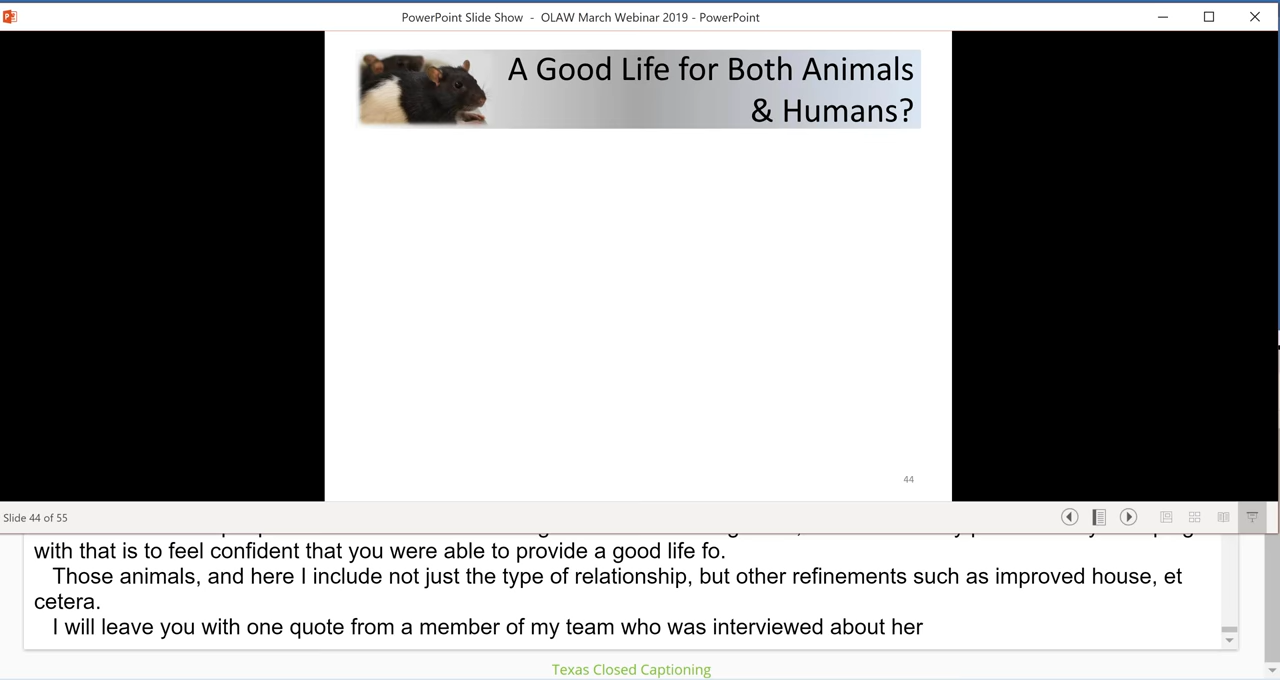 PowerPoint Slide Show - OLAW March Webinar 2019 - PowerPoint
A Good Life for Both Animals
& Humans?
44
Slide 44 of 55
with that is to feel confident that you were able to provide a good life fo.
Those animals, and here I include not just the type of relationship, but other refinements such as improved house, et
cetera.
I will leave you with one quote from a member of my team who was interviewed about her
Texas Closed Captioning